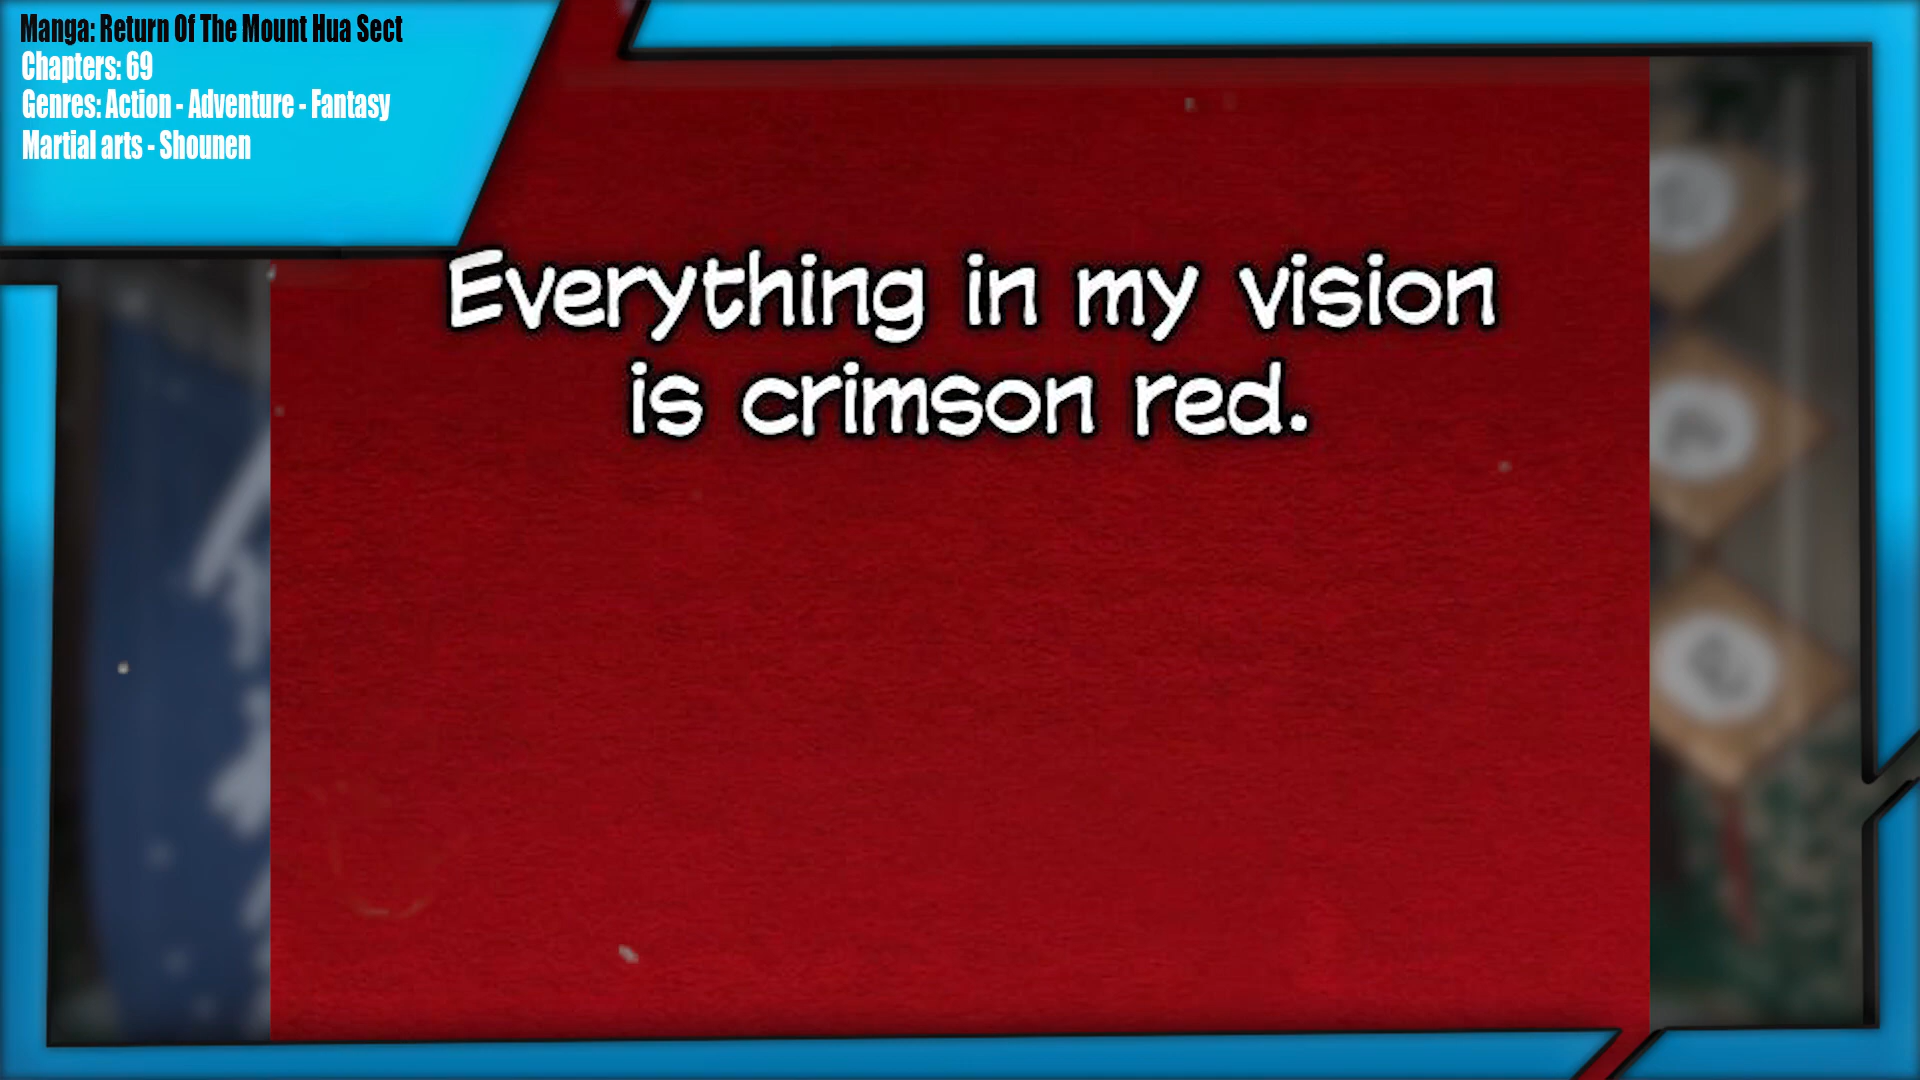 Manga: Return Of The Mount Hua Sect
Chapters: 69
Genres: Action - Adventure - Fantasy
Martial arts - Shounen
Everything in my vision
is crimson red.